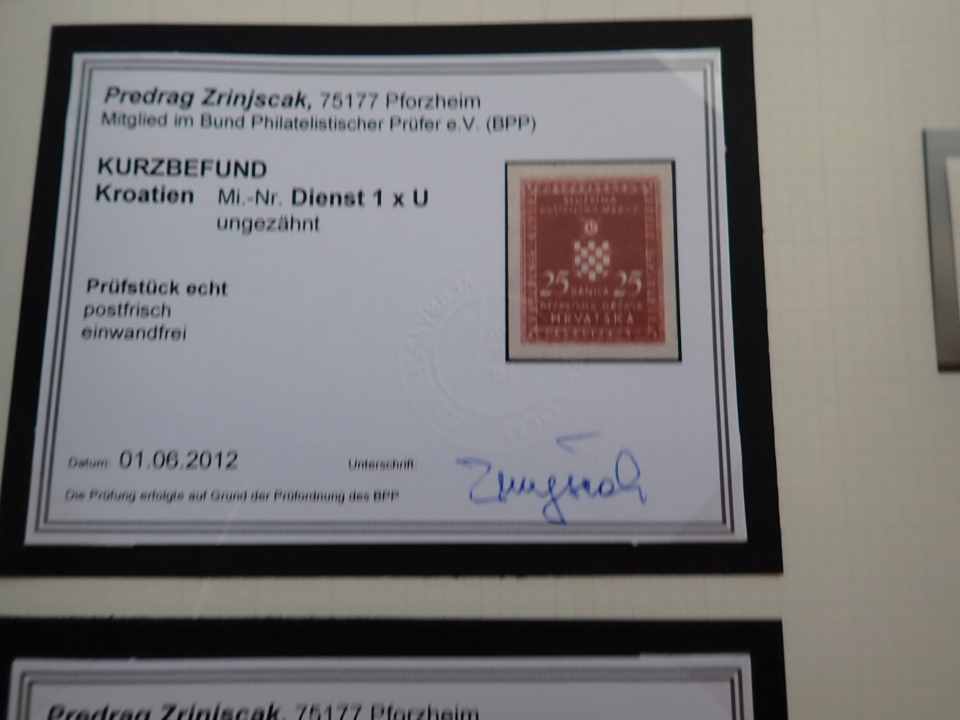 Predrag Zrinjscak, 75177 Pforzheim
Mitglied im Bund Philatelistischer Prüfer e.V. (BPP)
KURZBEFUND
Kroatien Mi.-Nr. Dienst 1 x U
ungezähnt
Prüfstück echt
postfrisch
einwandfrei
25 BANICA 25
HRVATSKA
Datum: 01.06.2012 Unterschrift:
Die Prüfung erfolgte auf Grund der Prüfordnung des BPP
Predrag Zrinjscak, 75177 Pforzheim